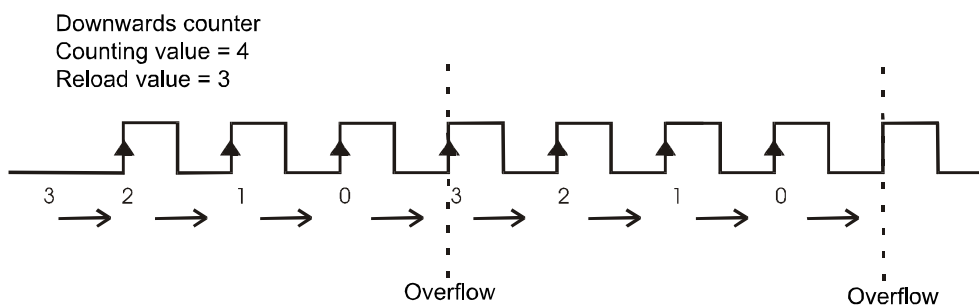 Downwards counter
Counting value = 4
Reload value = 3
3 2 1 0 3 2 1 0
Overflow Overflow